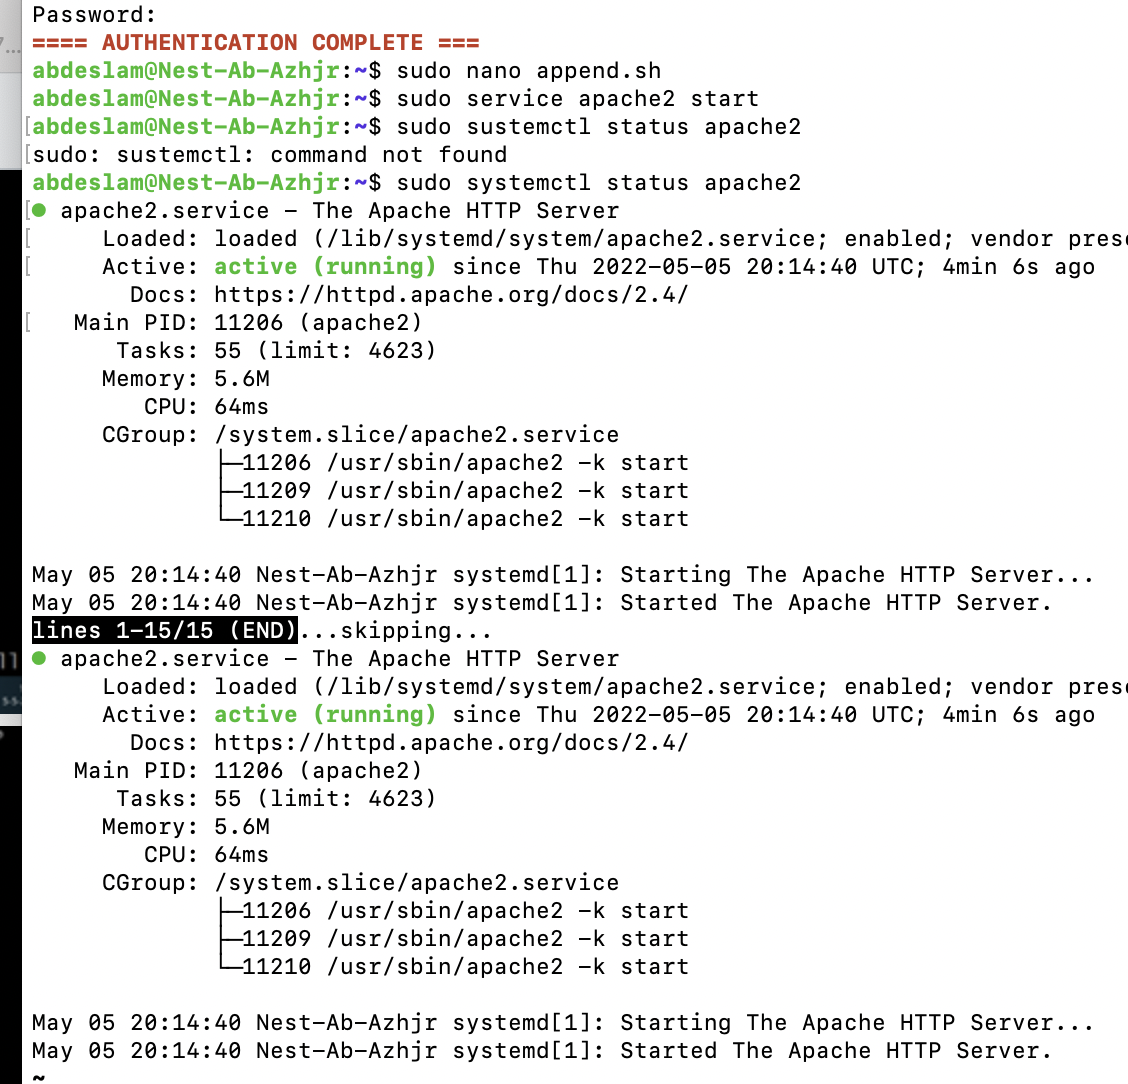 Password:
==== AUTHENTICATION COMPLETE ===
abdeslam@Nest-Ab-Azhjr:~$ sudo nano append.sh
abdeslam@Nest-Ab-Azhjr:~$ sudo service apache2 start
[abdeslam@Nest-Ab-Azhjr:~$ sudo sustemctl status apache2
[sudo: sustemctl: command not found
abdeslam@Nest-Ab-Azhjr:~$ sudo systemctl status apache2
[● apache2.service - The Apache HTTP Server
[     Loaded: loaded (/lib/systemd/system/apache2.service; enabled; vendor prese
[     Active: active (running) since Thu 2022-05-05 20:14:40 UTC; 4min 6s ago
       Docs: https://httpd.apache.org/docs/2.4/
[   Main PID: 11206 (apache2)
      Tasks: 55 (limit: 4623)
     Memory: 5.6M
        CPU: 64ms
     CGroup: /system.slice/apache2.service
             ├─11206 /usr/sbin/apache2 -k start
             ├─11209 /usr/sbin/apache2 -k start
             └─11210 /usr/sbin/apache2 -k start
May 05 20:14:40 Nest-Ab-Azhjr systemd[1]: Starting The Apache HTTP Server...
May 05 20:14:40 Nest-Ab-Azhjr systemd[1]: Started The Apache HTTP Server.
lines 1-15/15 (END)...skipping...
● apache2.service - The Apache HTTP Server
     Loaded: loaded (/lib/systemd/system/apache2.service; enabled; vendor prese
     Active: active (running) since Thu 2022-05-05 20:14:40 UTC; 4min 6s ago
       Docs: https://httpd.apache.org/docs/2.4/
   Main PID: 11206 (apache2)
      Tasks: 55 (limit: 4623)
     Memory: 5.6M
        CPU: 64ms
     CGroup: /system.slice/apache2.service
             ├─11206 /usr/sbin/apache2 -k start
             ├─11209 /usr/sbin/apache2 -k start
             └─11210 /usr/sbin/apache2 -k start
May 05 20:14:40 Nest-Ab-Azhjr systemd[1]: Starting The Apache HTTP Server...
May 05 20:14:40 Nest-Ab-Azhjr systemd[1]: Started The Apache HTTP Server.
~